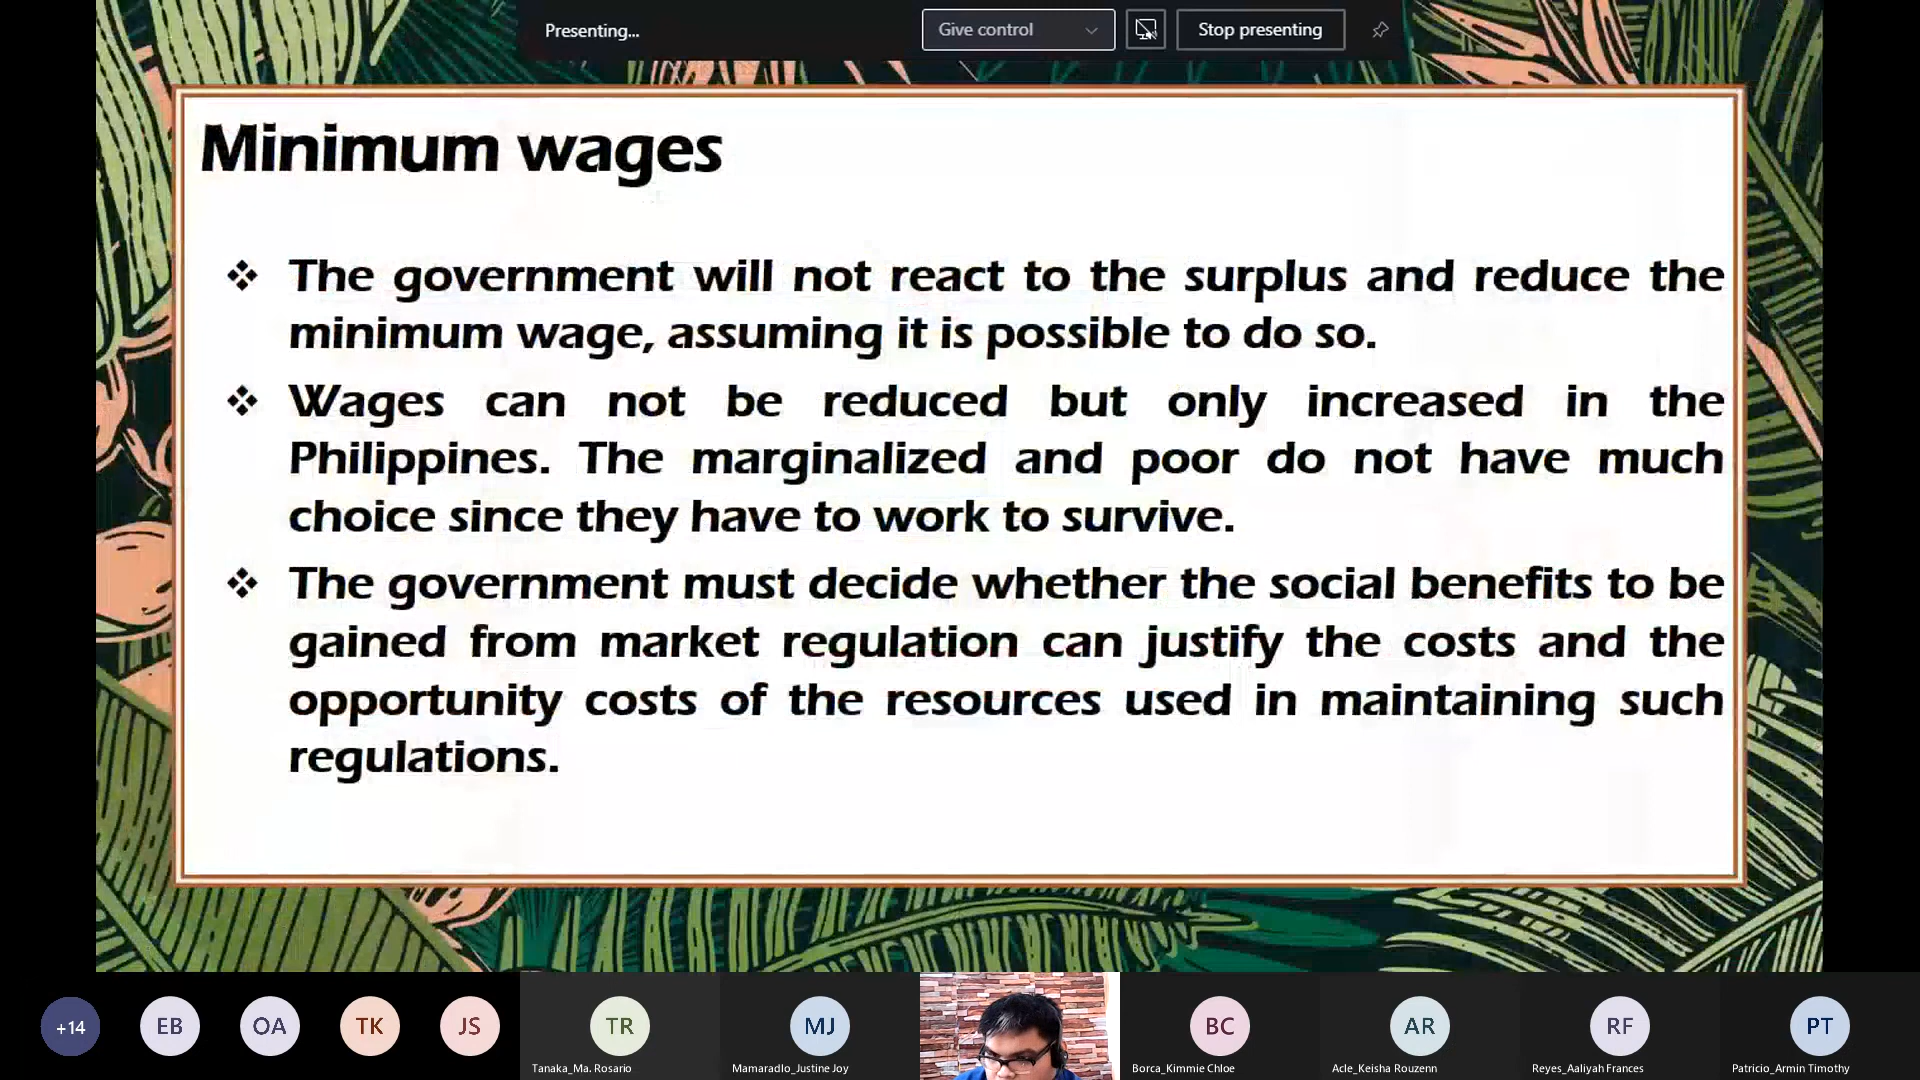 Presenting...
Give control
Stop presenting
Minimum wages
The government will not react to the surplus and reduce the
minimum wage, assuming it is possible to do so.
Wages can not be reduced but only increased in the
Philippines. The marginalized and poor do not have much
choice since they have to work to survive.
The government must decide whether the social benefits to be
gained from market regulation can justify the costs and the
opportunity costs of the resources used in maintaining such
regulations.
+14
EB
OA
TK
JS
TR
MJ
BC
AR
RF
PT
Tanaka_Ma. Rosario
Mamaradlo_Justine Joy
Borca_Kimmie Chloe
Acle_Keisha Rouzenn
Reyes_Aaliyah Frances
Patricio_Armin Timothy